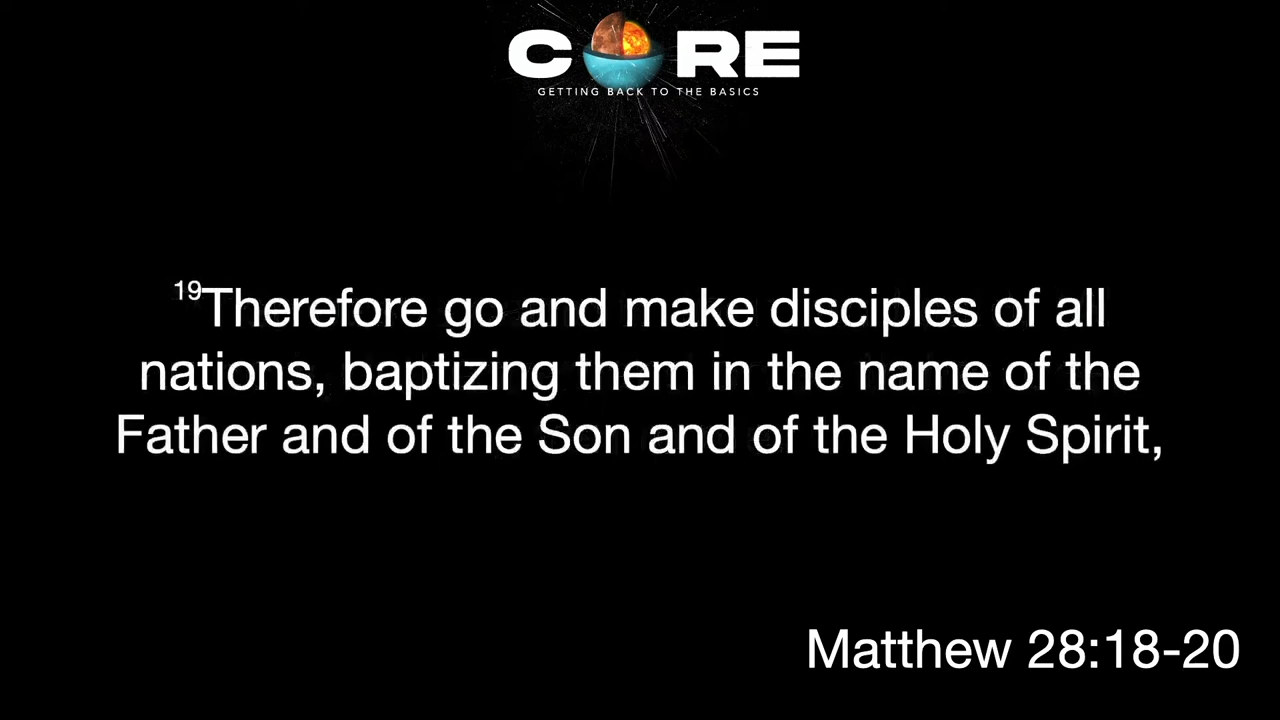 CORE
GETTING BACK TO THE BASICS
19Therefore go and make disciples of all
nations, baptizing them in the name of the
Father and of the Son and of the Holy Spirit,
Matthew 28:18-20